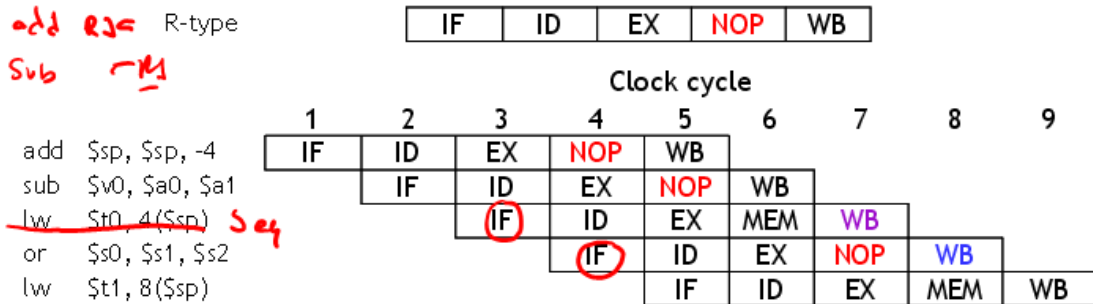 add R-type
IF ID EX NOP WB
Sub
Clock cycle
1 2 3 4 5 6 7 8 9
add $sp, $sp, -4 IF ID EX NOP WB
sub $v0, $a0, $a1 IF ID EX NOP WB
lw $t0, 4($sp) IF ID EX MEM WB
or $s0, $s1, $s2 IF ID EX NOP WB
lw $t1, 8($sp) IF ID EX MEM WB